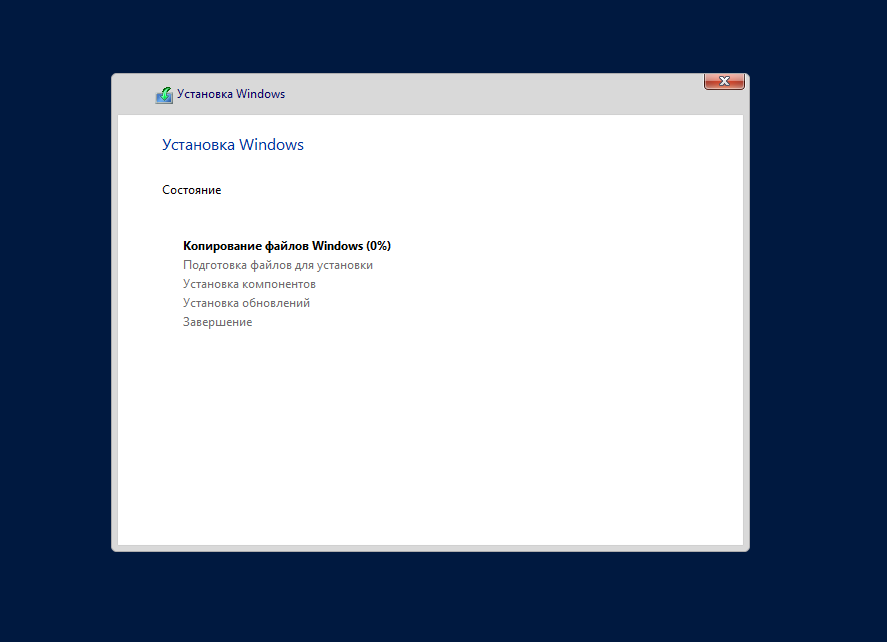 Установка Windows
Установка Windows
Состояние
Копирование файлов Windows (0%)
Подготовка файлов для установки
Установка компонентов
Установка обновлений
Завершение